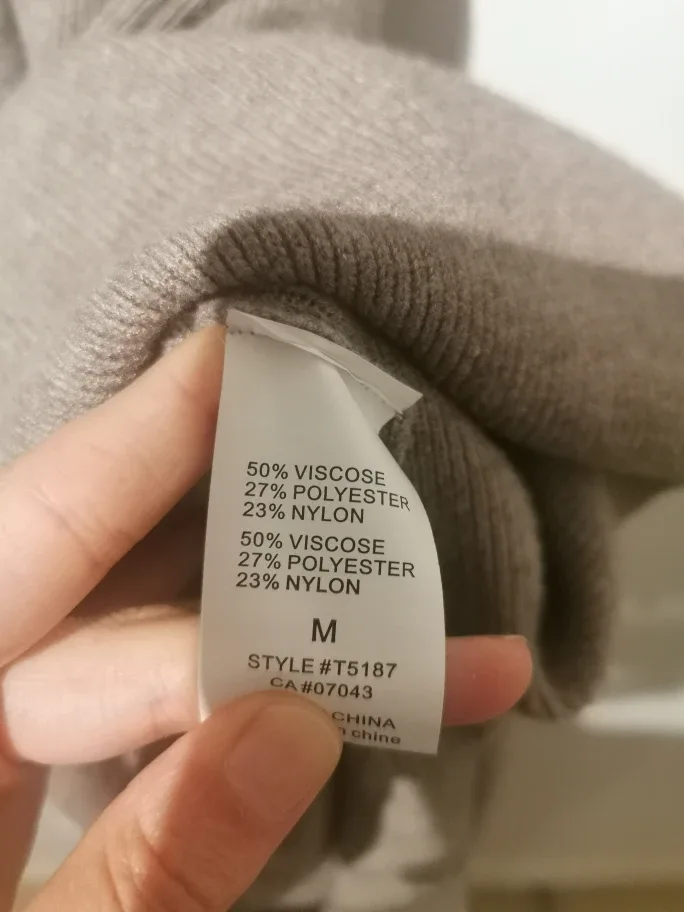 50% VISCOSE
27% POLYESTER
23% NYLON
50% VISCOSE
27% POLYESTER
23% NYLON
M
STYLE #T5187
CA #07043
CHINA
chine